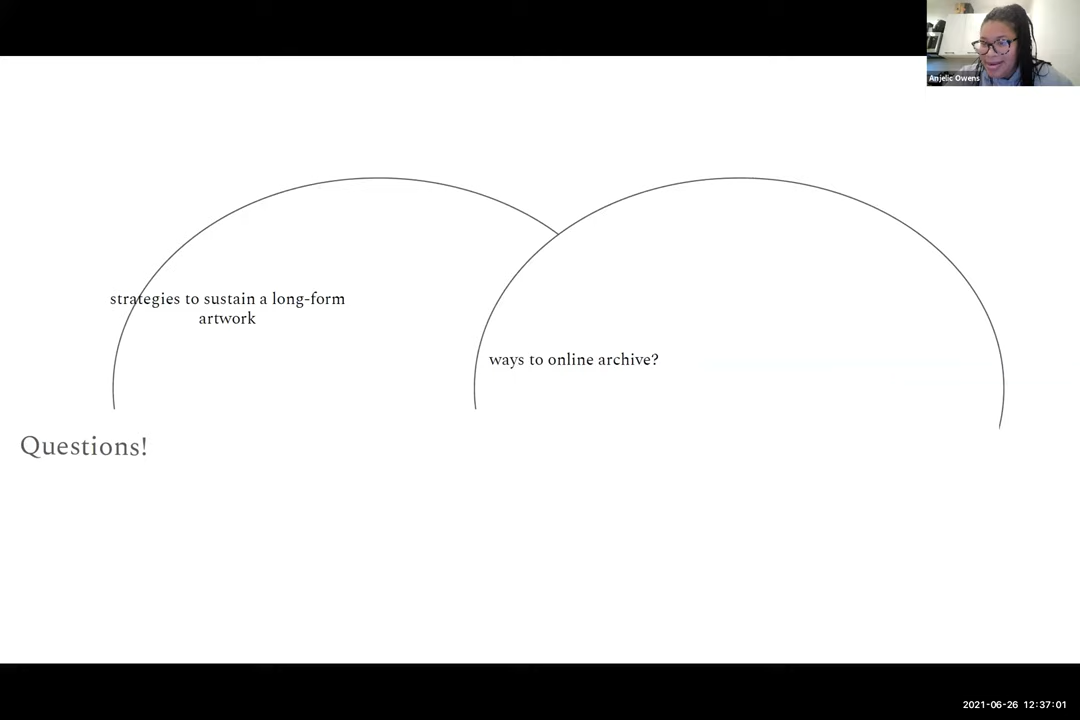 Anjelic Owens
strategies to sustain a long-form
artwork
ways to online archive?
Questions!
2021-06-26 12:37:01